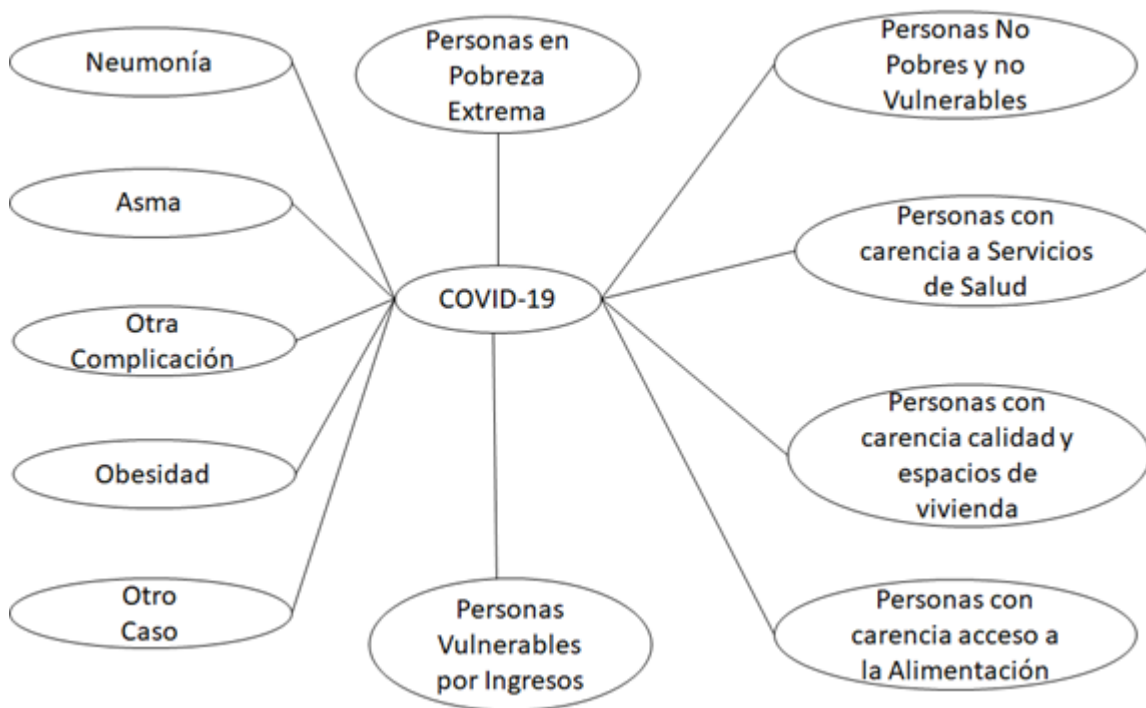 Neumonía
Asma
Otra
Complicación
Obesidad
Otro
Caso
Personas en
Pobreza
Extrema
COVID-19
Personas
Vulnerables
por Ingresos
Personas No
Pobres y no
Vulnerables
Personas con
carencia a Servicios
de Salud
Personas con
carencia calidad y
espacios de
vivienda
Personas con
carencia acceso a
la Alimentación